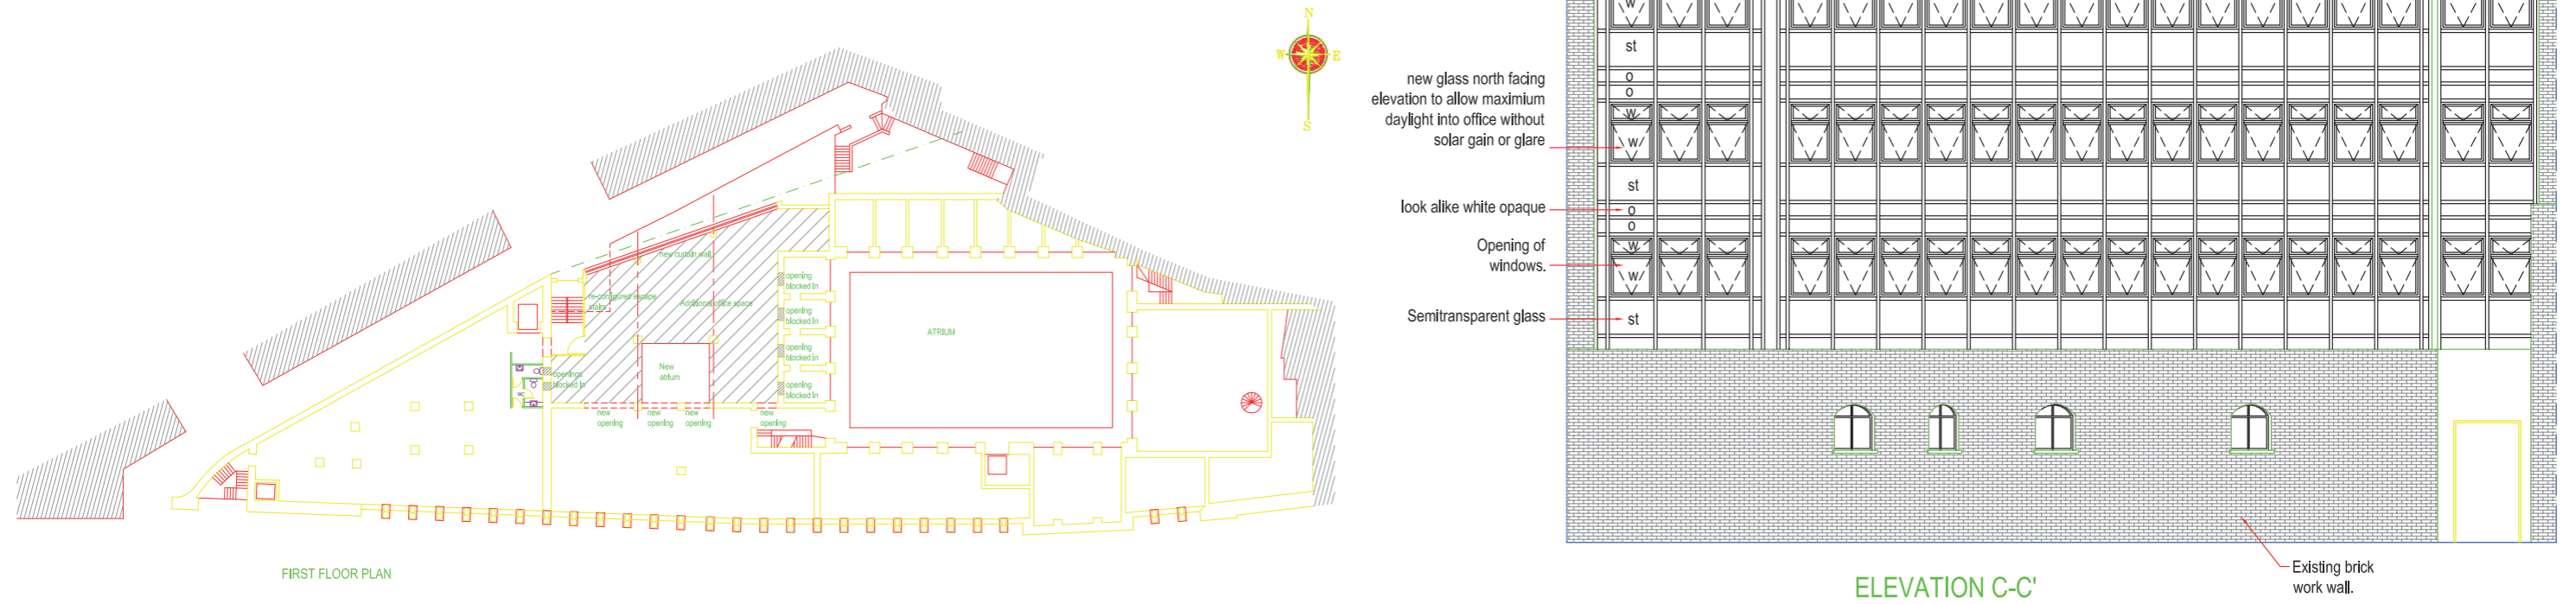 N
W
E
S
new curtain wall
re-configured escape
stairs
Additional office space
opening
blocked in
opening
blocked in
opening
blocked in
opening
blocked in
ATRIUM
New
atrium
openings
blocked in
WC
new
opening
new
opening
new
opening
new
opening
FIRST FLOOR PLAN
new glass north facing
elevation to allow maximium
daylight into office without
solar gain or glare
look alike white opaque
Opening of
windows.
Semitransparent glass
w
st
o
o
w
w
st
o
o
w
w
st
Existing brick
work wall.
ELEVATION C-C'